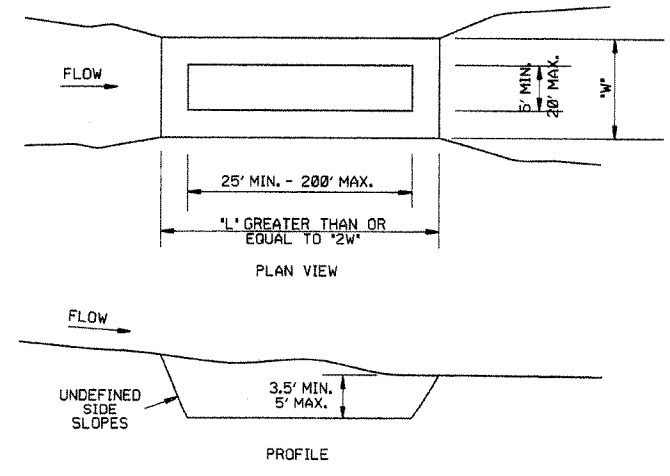 FLOW
5' MIN.
20' MAX.
"W"
25' MIN. - 200' MAX.
"L" GREATER THAN OR
EQUAL TO "2W"
PLAN VIEW
FLOW
UNDEFINED
SIDE
SLOPES
3.5' MIN.
5' MAX.
PROFILE